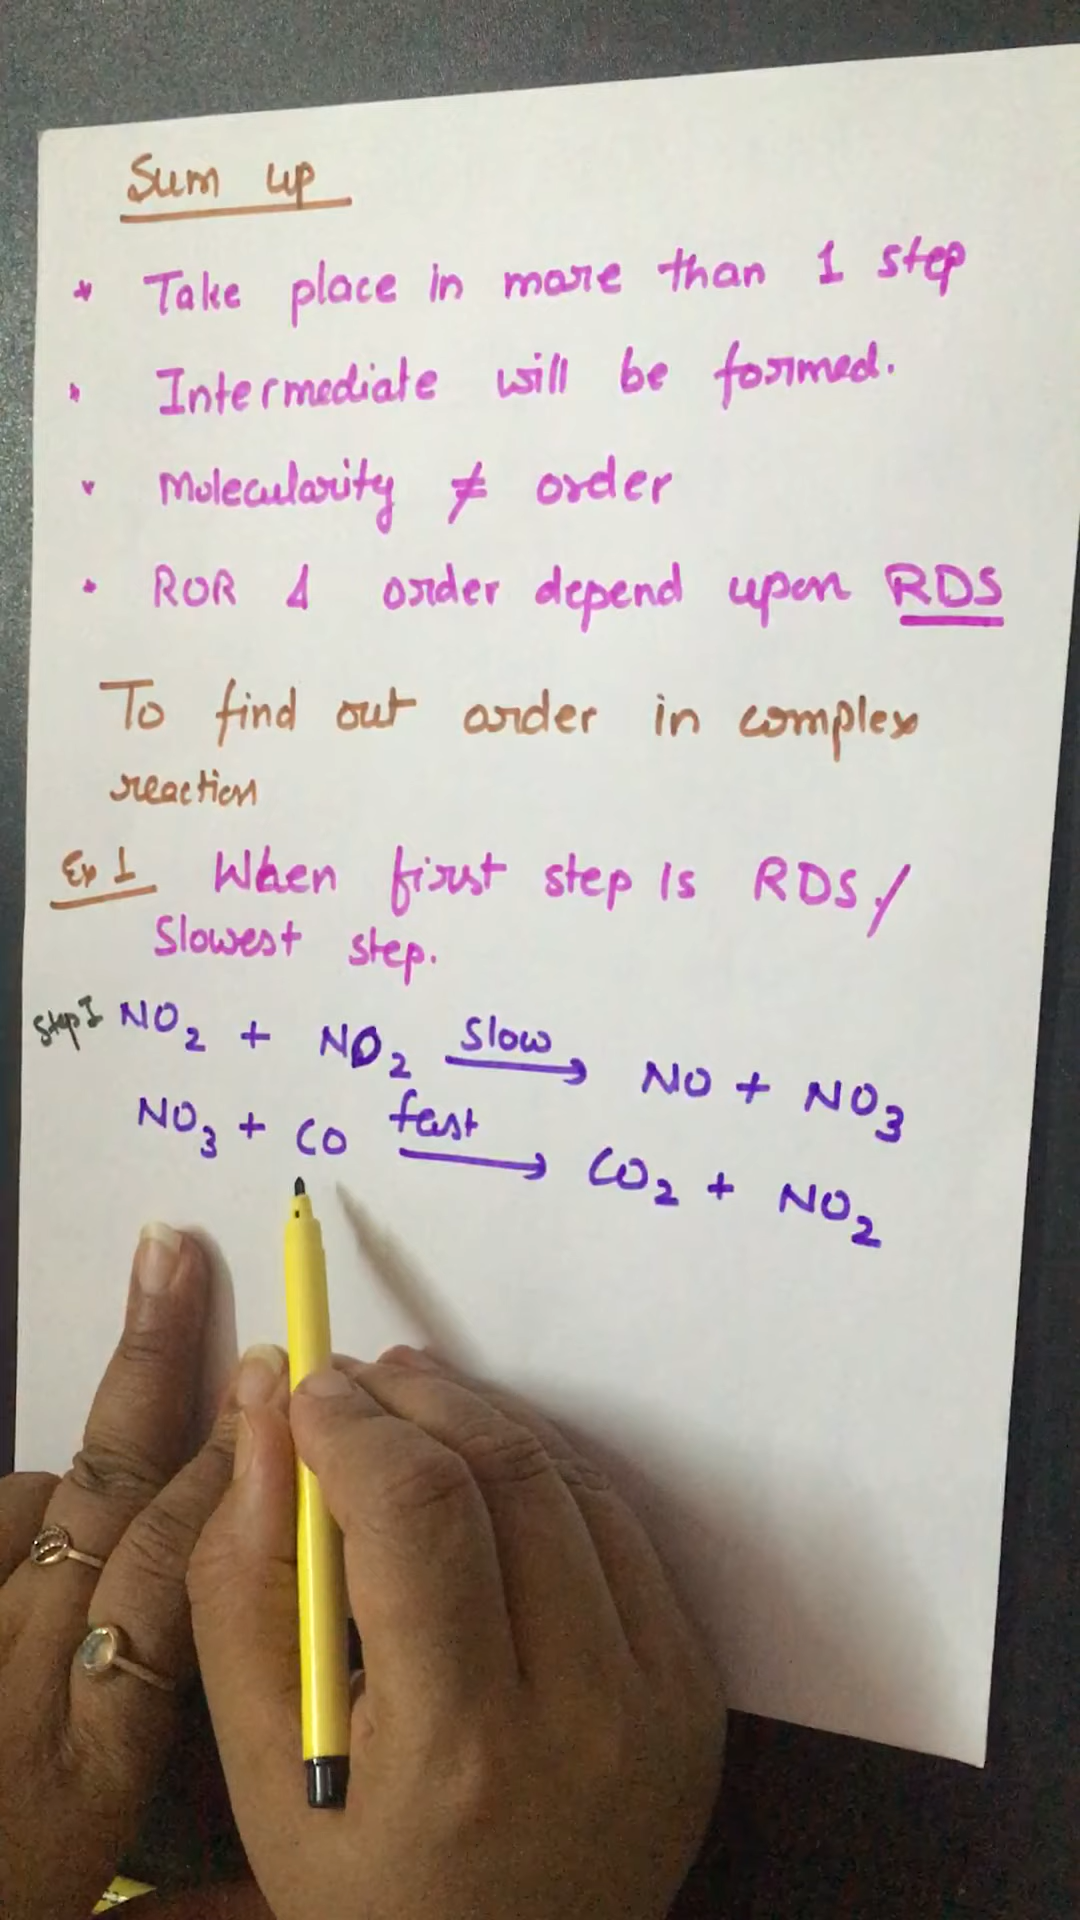 Sum up
* Take place in more than 1 step
* Intermediate will be formed.
* Molecularity ≠ order
* ROR & order depend upon RDS
To find out order in complex
reaction
Ex 1 When first step is RDS/
Slowest step.
Step I NO₂ + NO₂ slow → NO + NO₃
NO₃ + CO fast → CO₂ + NO₂